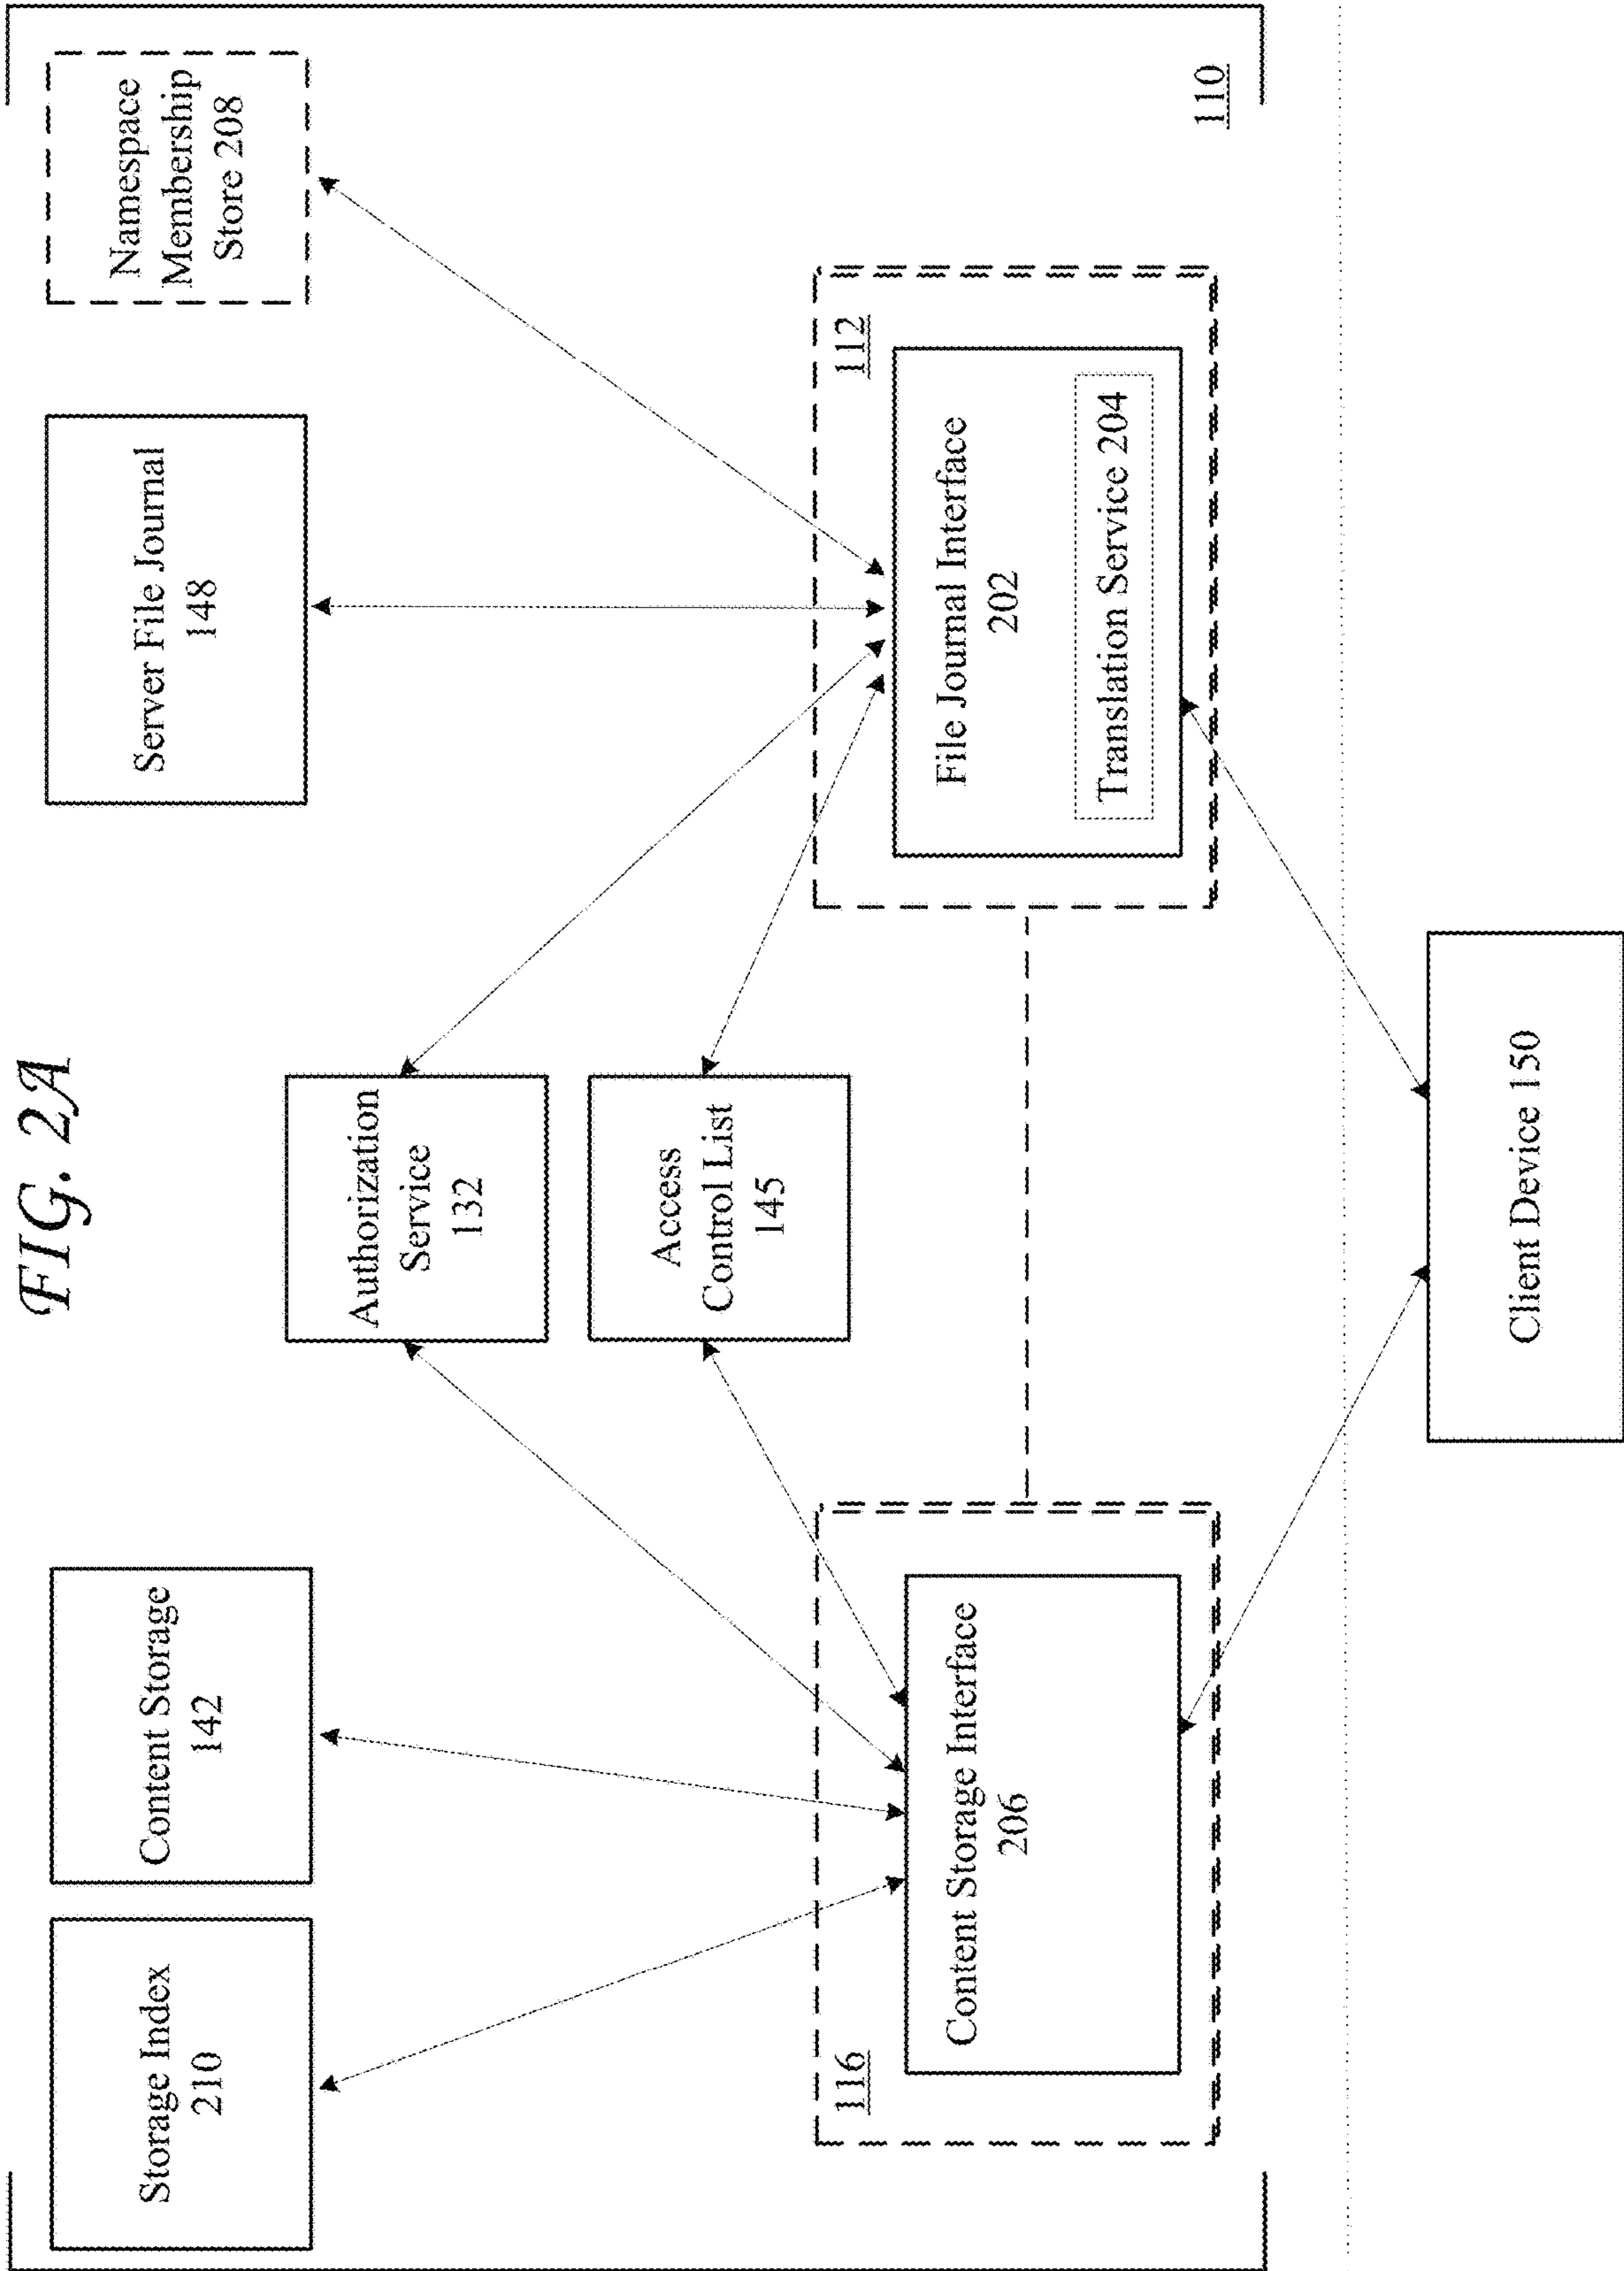 FIG. 2A
Storage Index
210
Content Storage
142
Authorization
Service
132
Access
Control List
145
Server File Journal
148
Namespace
Membership
Store 208
116
Content Storage Interface
206
112
File Journal Interface
202
Translation Service 204
110
Client Device 150